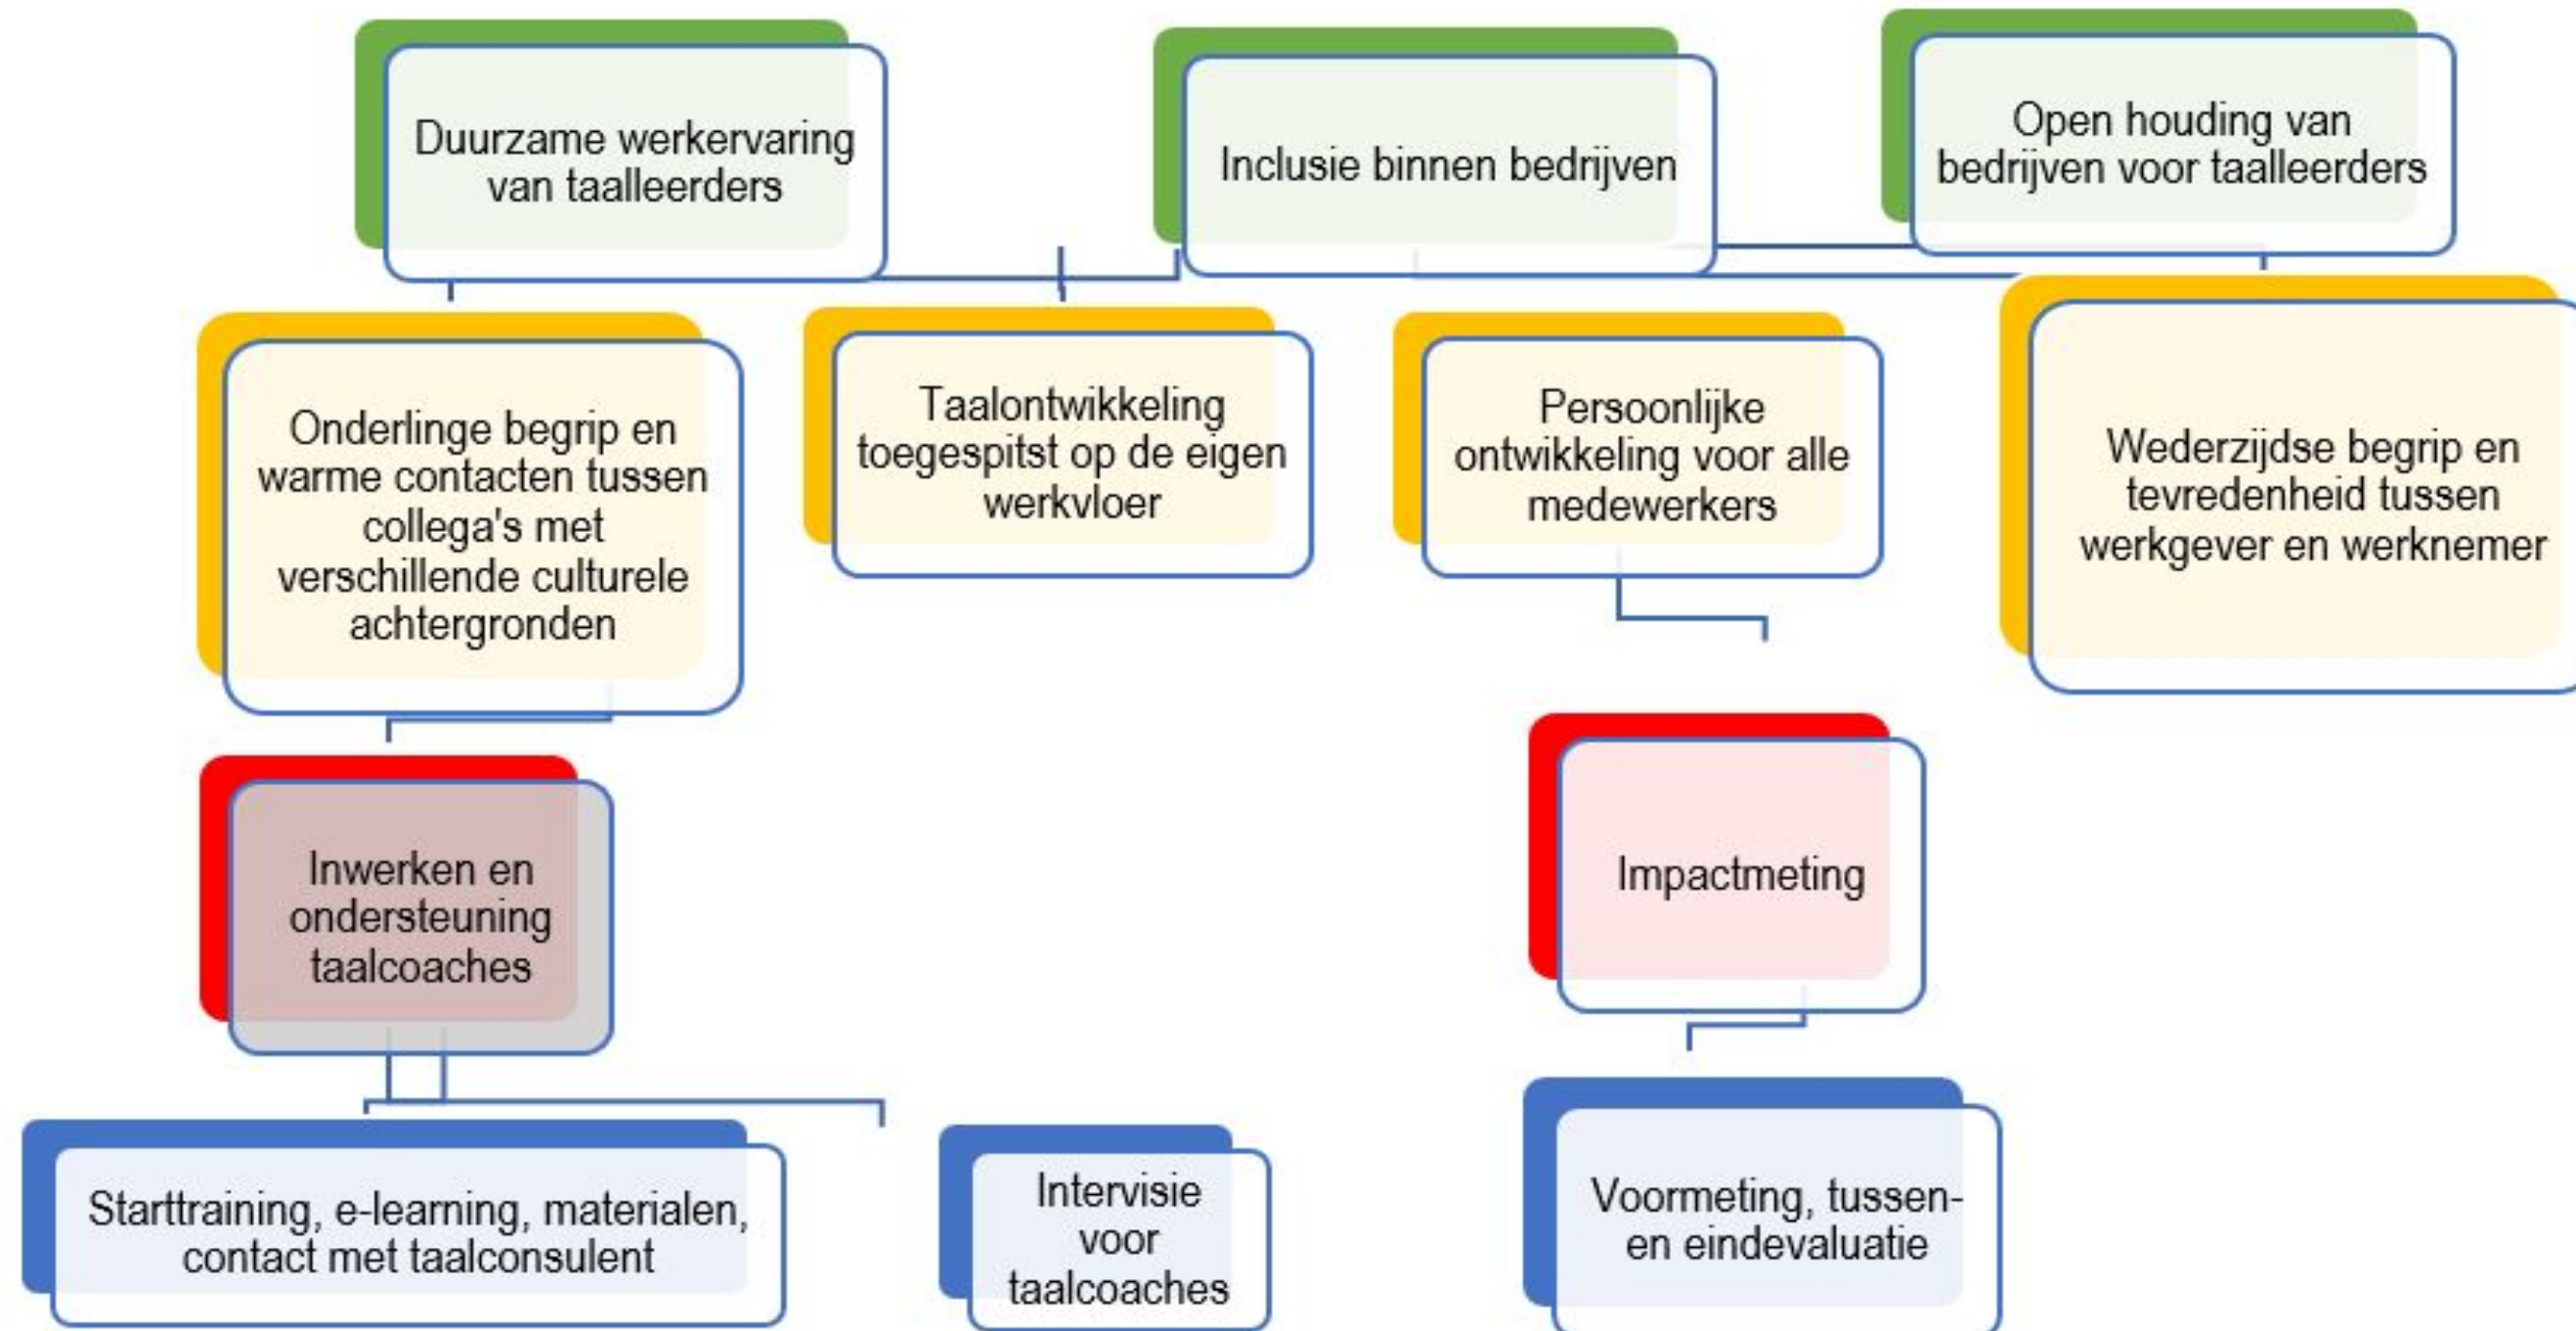 Duurzame werkervaring
van taalleerders
Inclusie binnen bedrijven
Open houding van
bedrijven voor taalleerders
Onderlinge begrip en
warme contacten tussen
collega's met
verschillende culturele
achtergronden
Taalontwikkeling
toegespitst op de eigen
werkvloer
Persoonlijke
ontwikkeling voor alle
medewerkers
Wederzijdse begrip en
tevredenheid tussen
werkgever en werknemer
Inwerken en
ondersteuning
taalcoaches
Impactmeting
Starttraining, e-learning, materialen,
contact met taalconsulent
Intervisie
voor
taalcoaches
Voormeting, tussen-
en eindevaluatie